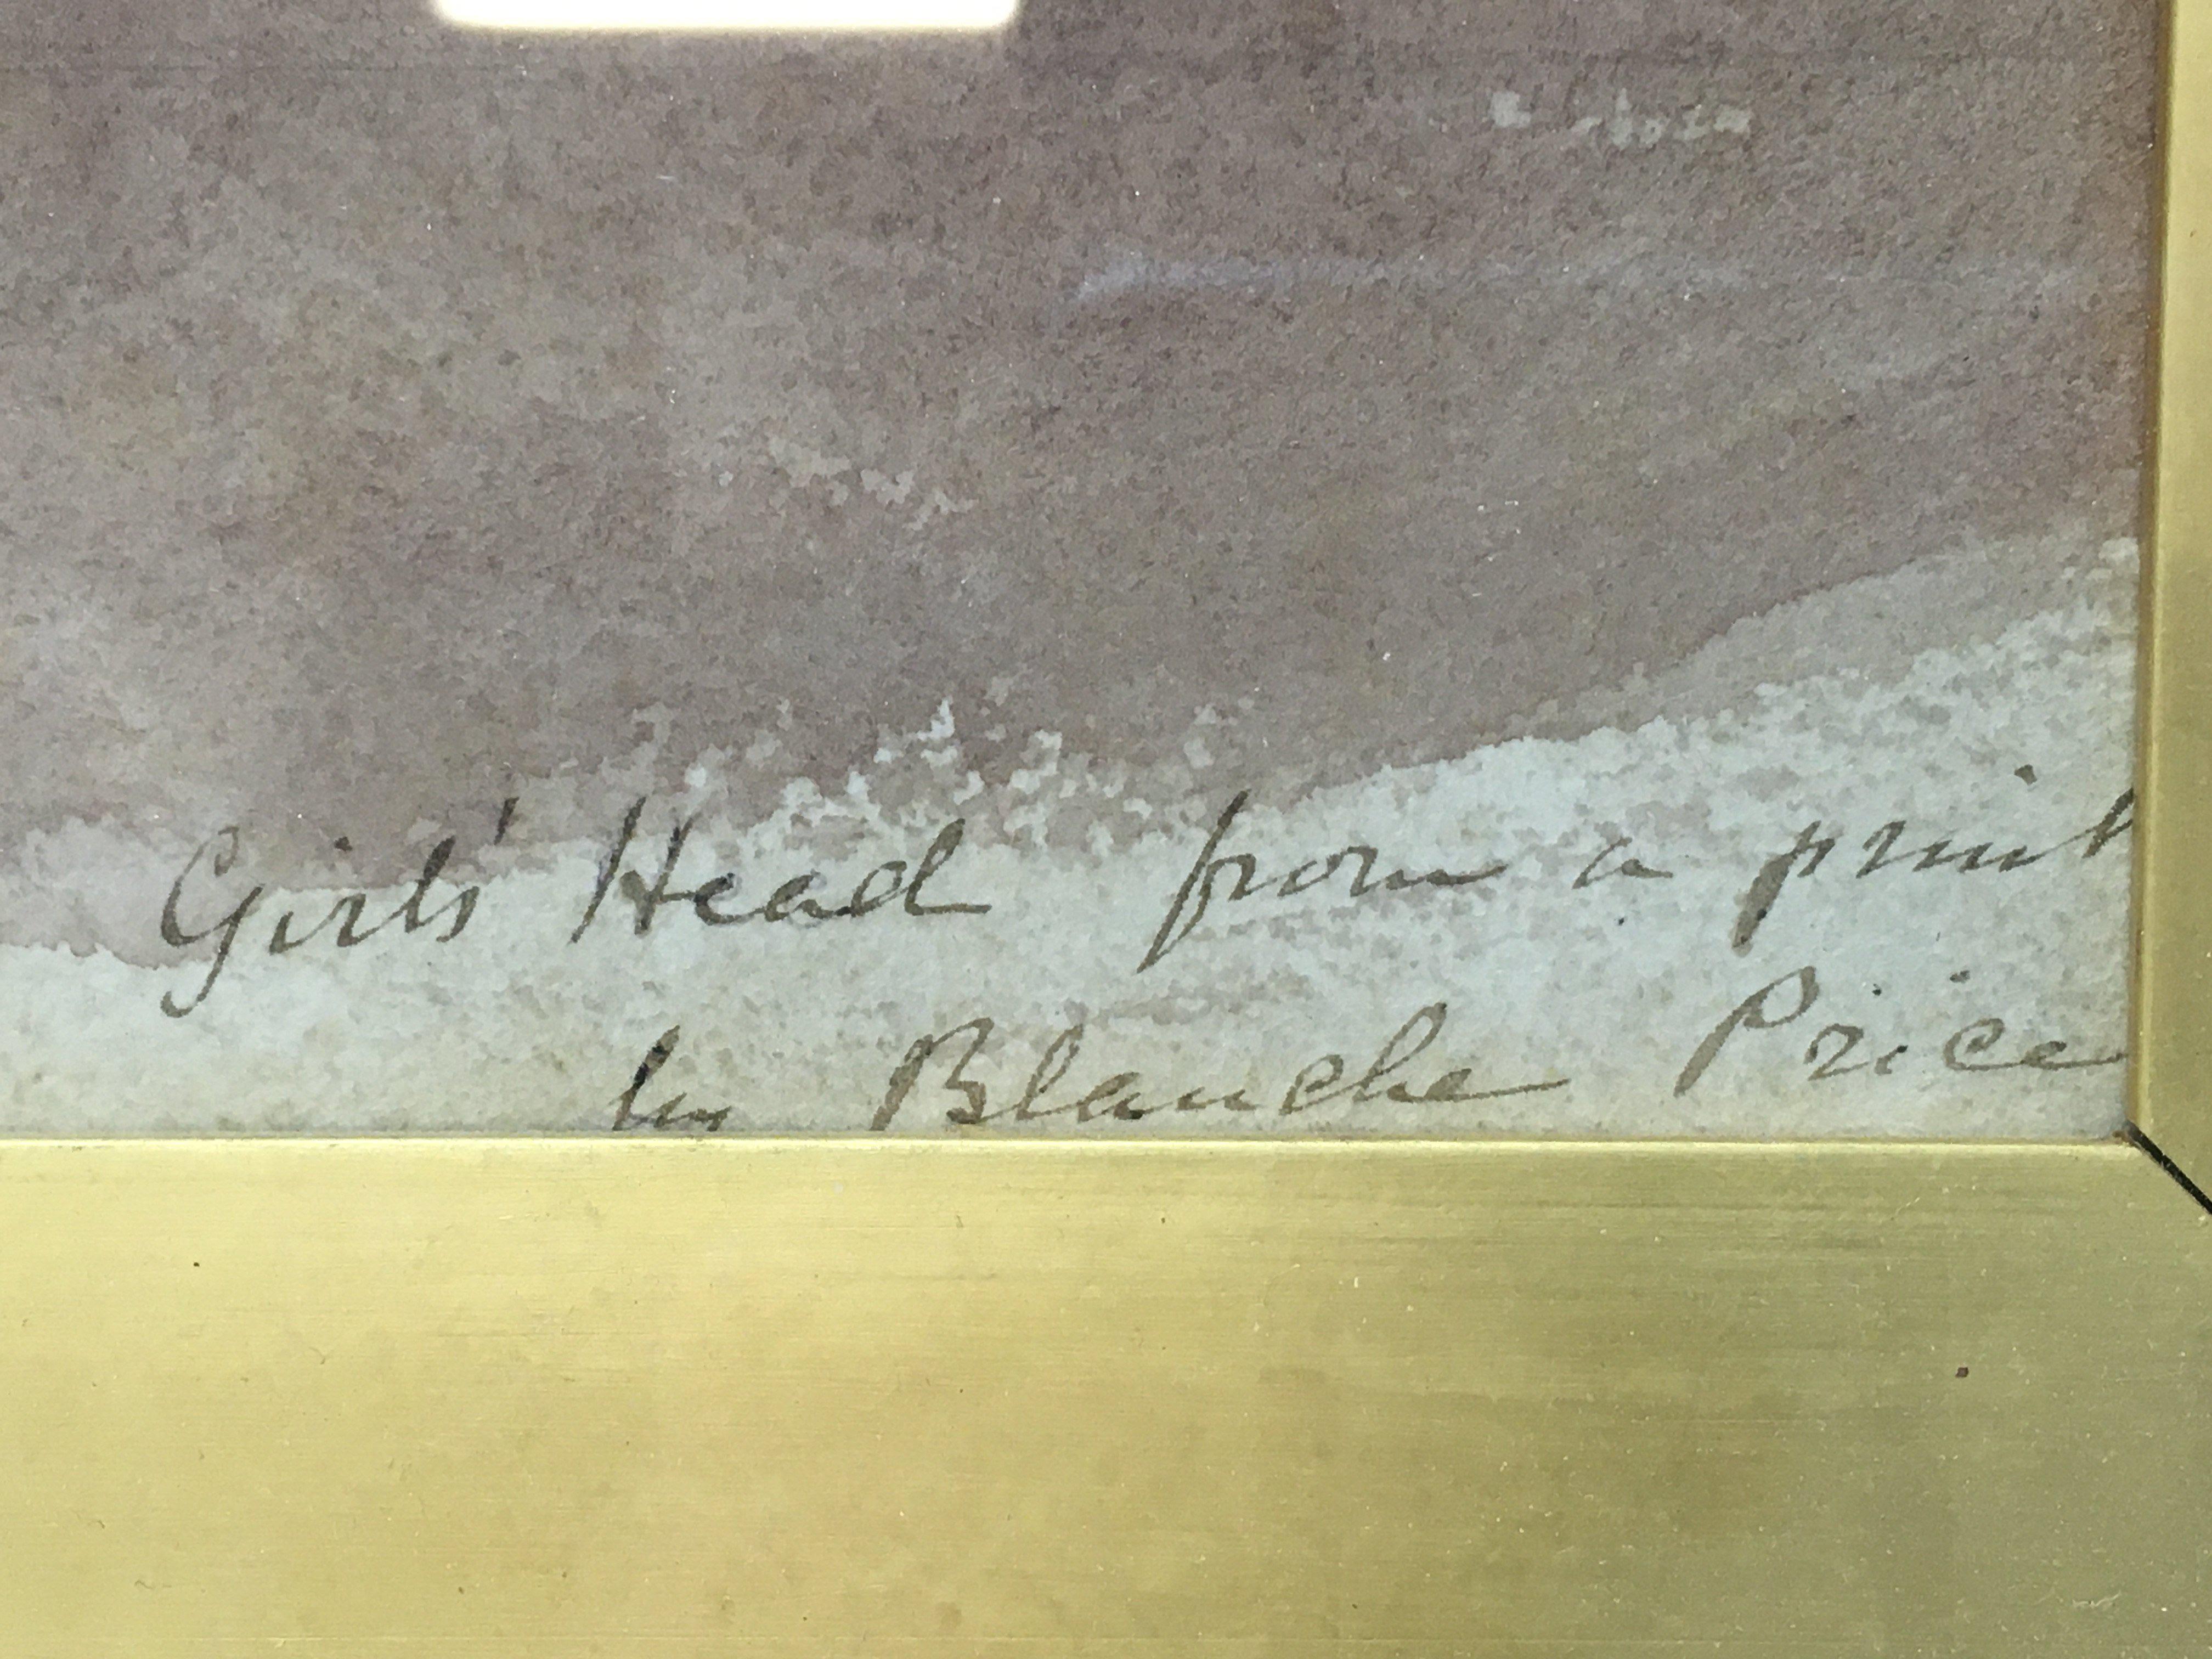 Girls' Head from a print
by Blanche Price